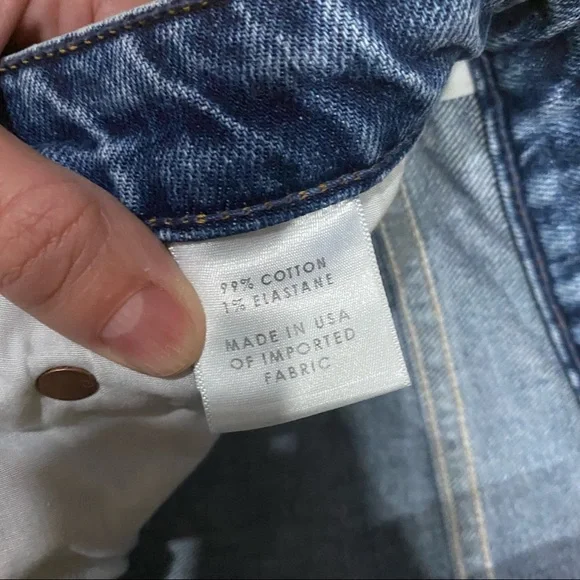 99% COTTON
1% ELASTANE
MADE IN USA
OF IMPORTED
FABRIC